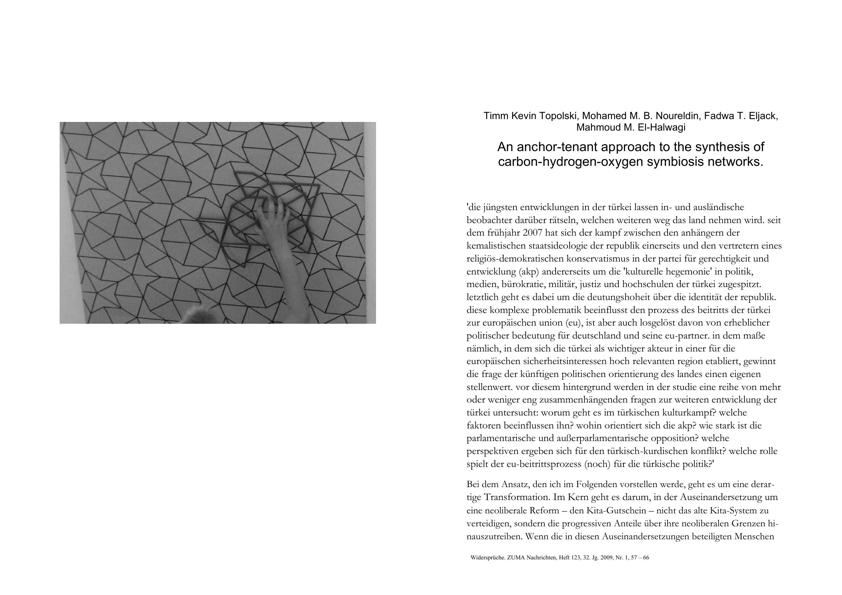 Timm Kevin Topolski, Mohamed M. B. Noureldin, Fadwa T. Eljack,
Mahmoud M. El-Halwagi
An anchor-tenant approach to the synthesis of
carbon-hydrogen-oxygen symbiosis networks.
'die jüngsten entwicklungen in der türkei lassen in- und ausländische
beobachter darüber rätseln, welchen weiteren weg das land nehmen wird. seit
dem frühjahr 2007 hat sich der kampf zwischen den anhängern der
kemalistischen staatsideologie der republik einerseits und den vertretern eines
religiös-demokratischen konservatismus in der partei für gerechtigkeit und
entwicklung (akp) andererseits um die 'kulturelle hegemonie' in politik,
medien, bürokratie, militär, justiz und hochschulen der türkei zugespitzt.
letztlich geht es dabei um die deutungshoheit über die identität der republik.
diese komplexe problematik beeinflusst den prozess des beitritts der türkei
zur europäischen union (eu), ist aber auch losgelöst davon von erheblicher
politischer bedeutung für deutschland und seine eu-partner. in dem maße
nämlich, in dem sich die türkei als wichtiger akteur in einer für die
europäischen sicherheitsinteressen hoch relevanten region etabliert, gewinnt
die frage der künftigen politischen orientierung des landes einen eigenen
stellenwert. vor diesem hintergrund werden in der studie eine reihe von mehr
oder weniger eng zusammenhängenden fragen zur weiteren entwicklung der
türkei untersucht: worum geht es im türkischen kulturkampf? welche
faktoren beeinflussen ihn? wohin orientiert sich die akp? wie stark ist die
parlamentarische und außerparlamentarische opposition? welche
perspektiven ergeben sich für den türkisch-kurdischen konflikt? welche rolle
spielt der eu-beitrittsprozess (noch) für die türkische politik?'
Bei dem Ansatz, den ich im Folgenden vorstellen werde, geht es um eine derar-
tige Transformation. Im Kern geht es darum, in der Auseinandersetzung um
eine neoliberale Reform – den Kita-Gutschein – nicht das alte Kita-System zu
verteidigen, sondern die progressiven Anteile über ihre neoliberalen Grenzen hi-
nauszutreiben. Wenn die in diesen Auseinandersetzungen beteiligten Menschen
Widersprüche. ZUMA Nachrichten, Heft 123, 32. Jg. 2009, Nr. 1, 57 – 66